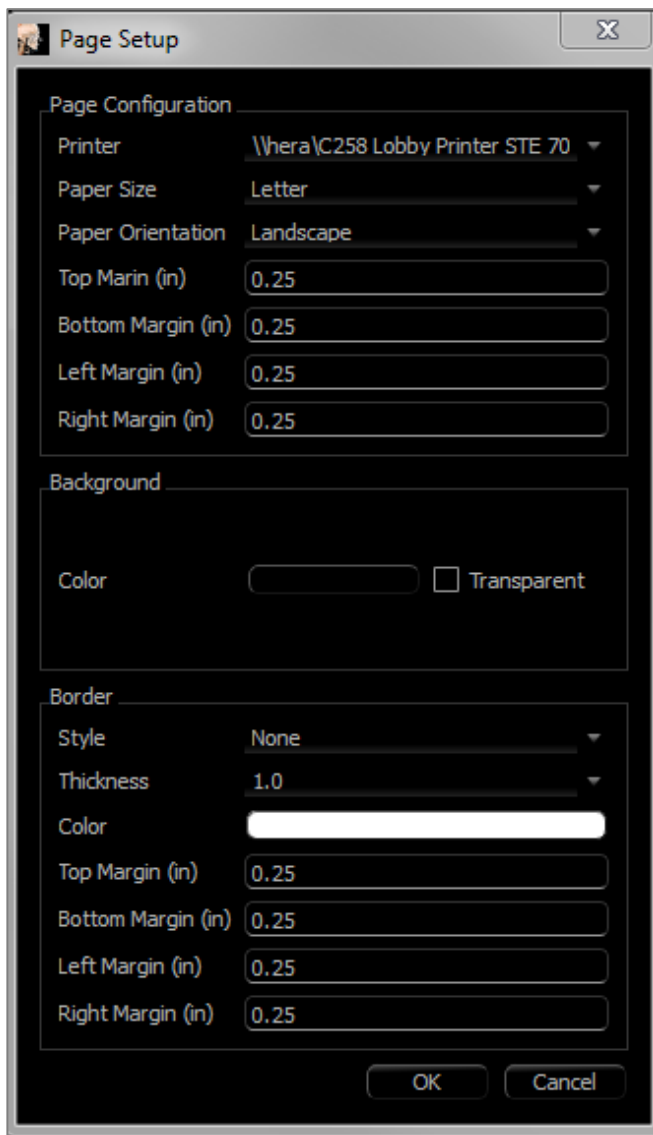 Page Setup
Page Configuration
Printer \\hera\C258 Lobby Printer STE 70
Paper Size Letter
Paper Orientation Landscape
Top Marin (in) 0.25
Bottom Margin (in) 0.25
Left Margin (in) 0.25
Right Margin (in) 0.25
Background
Color Transparent
Border
Style None
Thickness 1.0
Color
Top Margin (in) 0.25
Bottom Margin (in) 0.25
Left Margin (in) 0.25
Right Margin (in) 0.25
OK Cancel